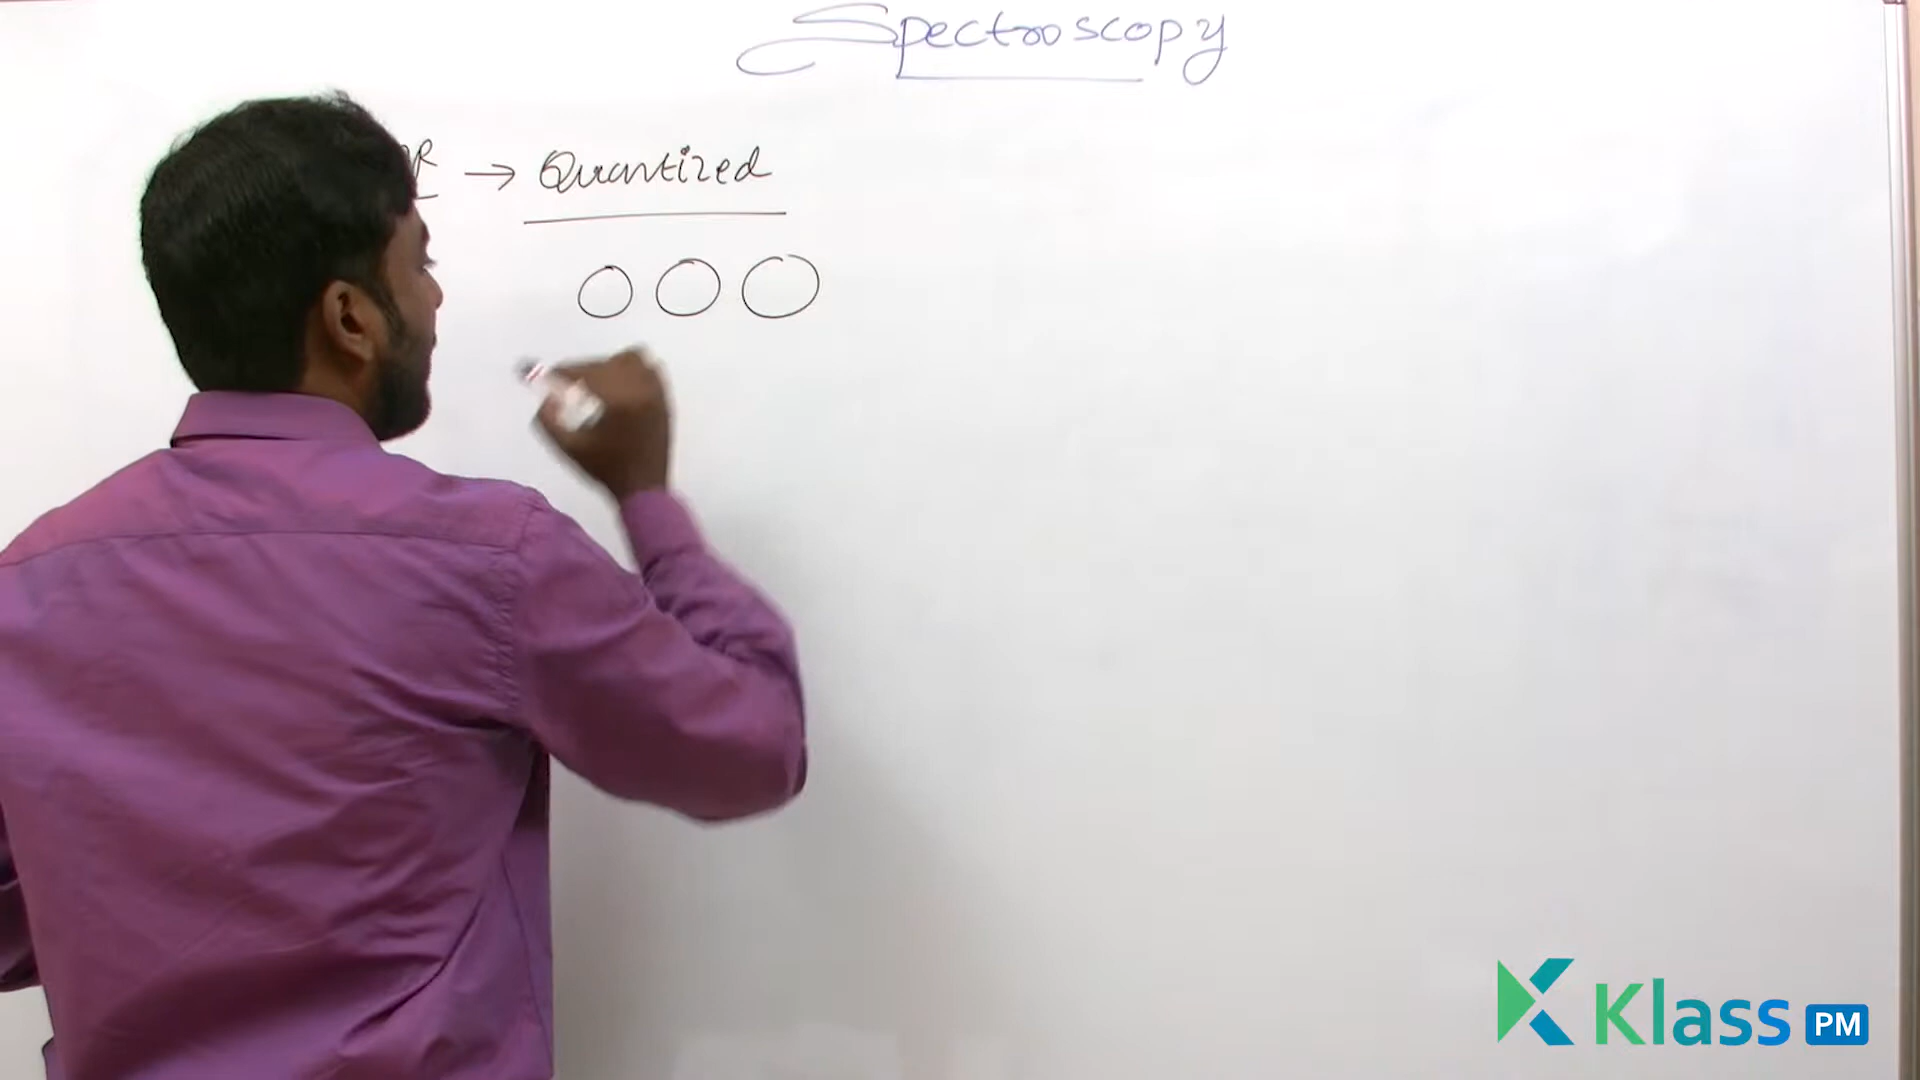 Spectroscopy
→ Quantized
Klass PM